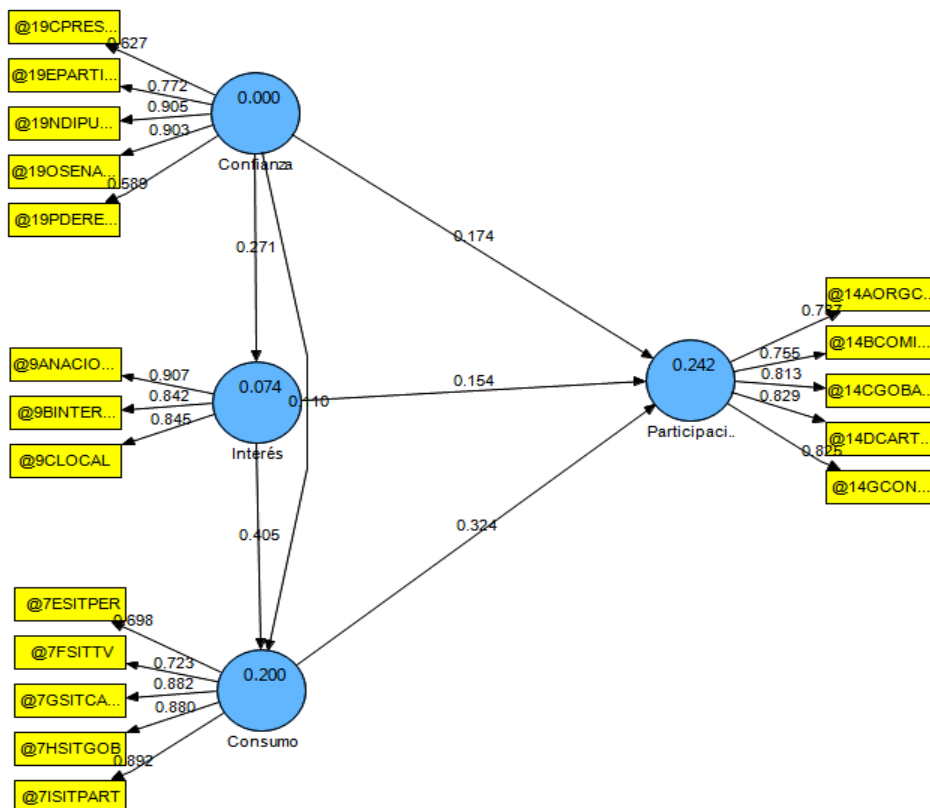 @19CPRES...
0.627
@19EPARTI...
0.772
@19NDIPU...
0.905
@19OSENA...
0.903
@19PDERE...
0.589
0.000
Confianza
0.271
0.174
@9ANACIO...
0.907
@9BINTER...
0.842
@9CLOCAL
0.845
0.074
Interés
0.110
0.154
0.405
0.324
0.242
Participaci..
@14AORGC..
@14BCOMI...
0.755
@14CGOBA...
0.813
@14DCART...
0.829
@14GCON...
0.825
@7ESITPER
0.698
@7FSITTV
0.723
@7GSITCA...
0.882
@7HSITGOB
0.880
@7ISITPART
0.892
0.200
Consumo